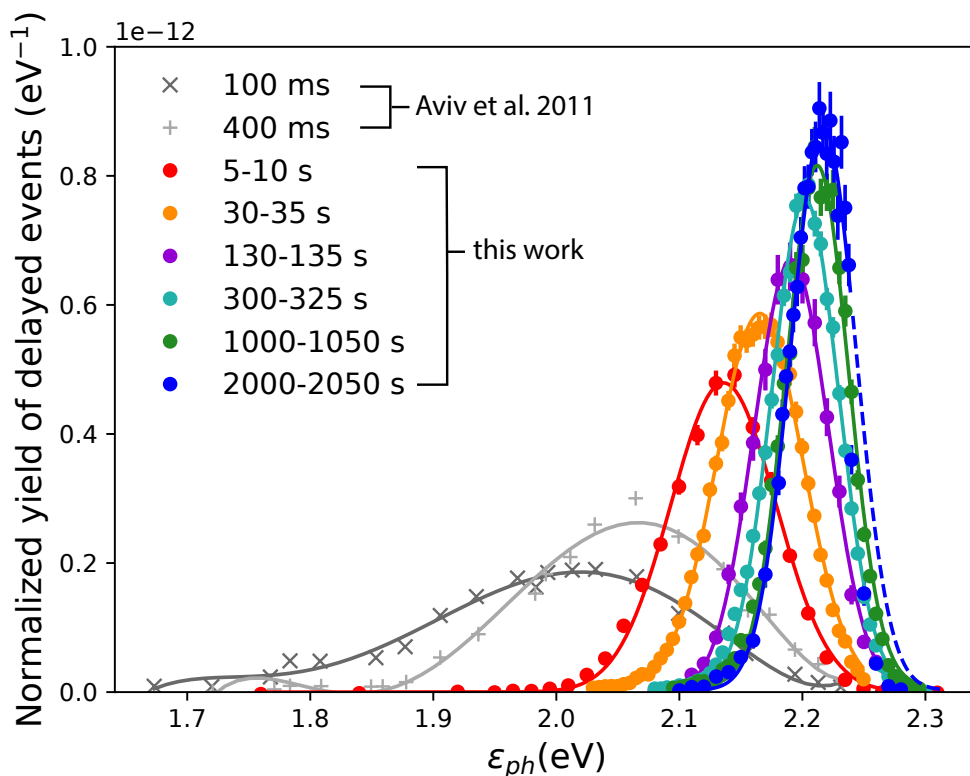 1e−12
Normalized yield of delayed events (eV⁻¹)
1.0
0.8
0.6
0.4
0.2
0.0
100 ms
400 ms
Aviv et al. 2011
5-10 s
30-35 s
130-135 s
300-325 s
1000-1050 s
2000-2050 s
this work
1.7 1.8 1.9 2.0 2.1 2.2 2.3
εph(eV)